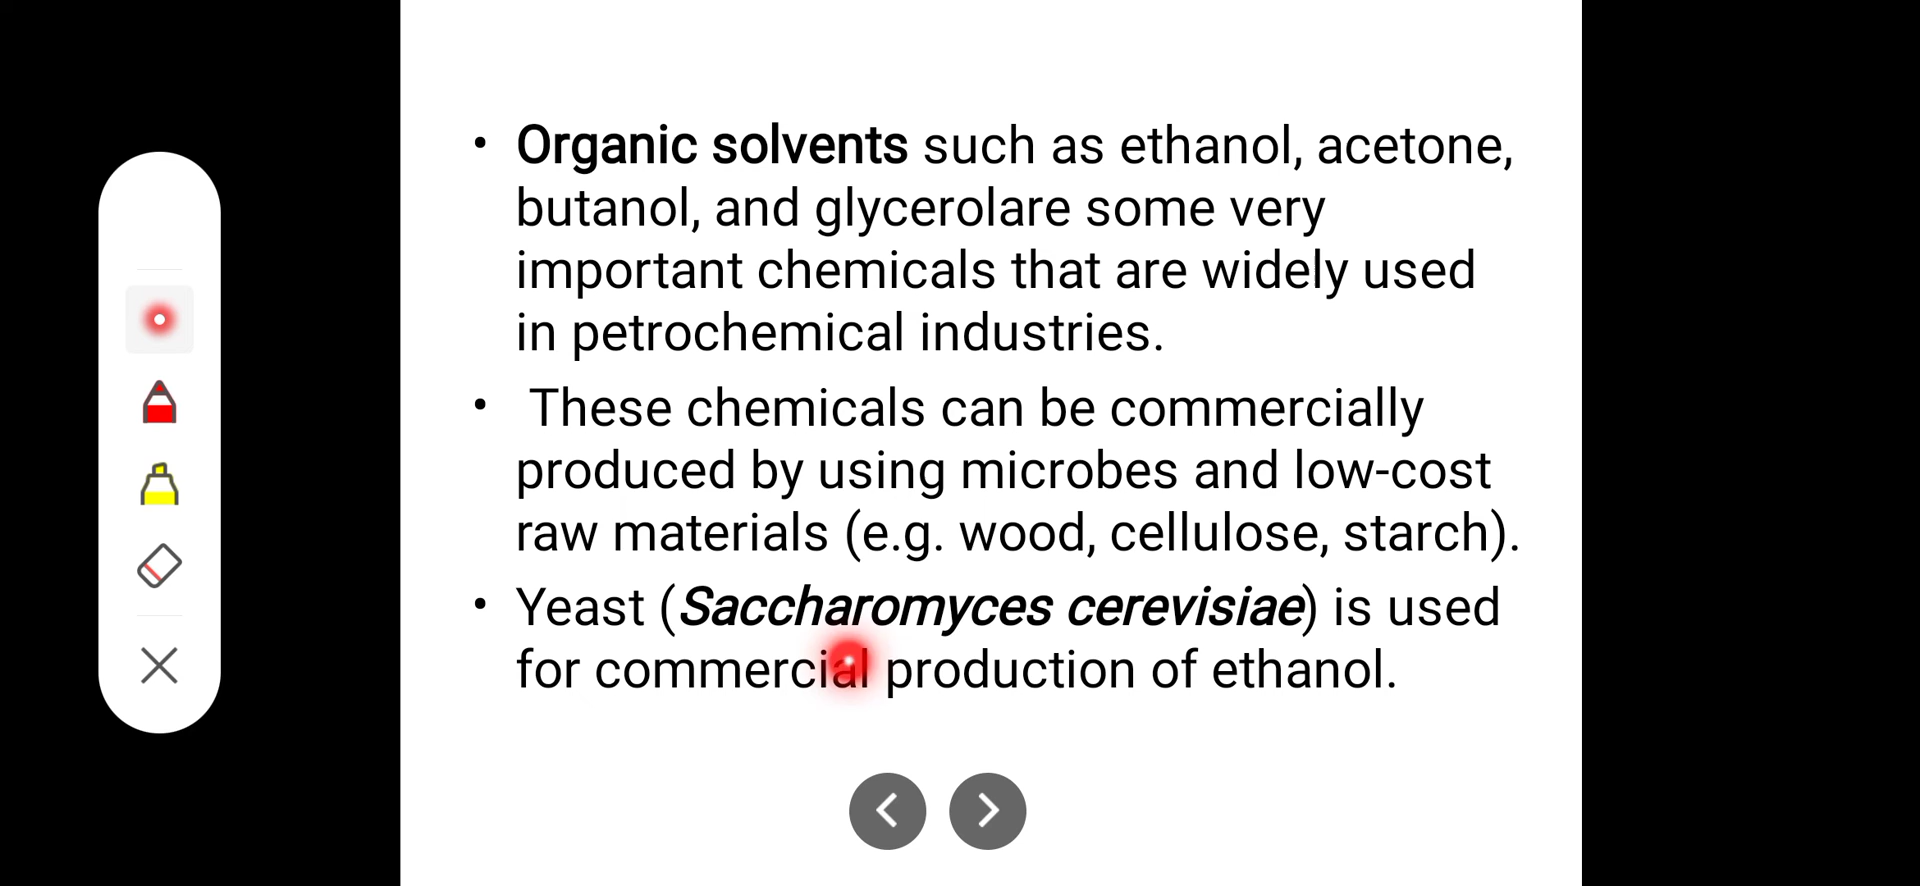 • Organic solvents such as ethanol, acetone,
butanol, and glycerolare some very
important chemicals that are widely used
in petrochemical industries.
• These chemicals can be commercially
produced by using microbes and low-cost
raw materials (e.g. wood, cellulose, starch).
• Yeast (Saccharomyces cerevisiae) is used
for commercial production of ethanol.